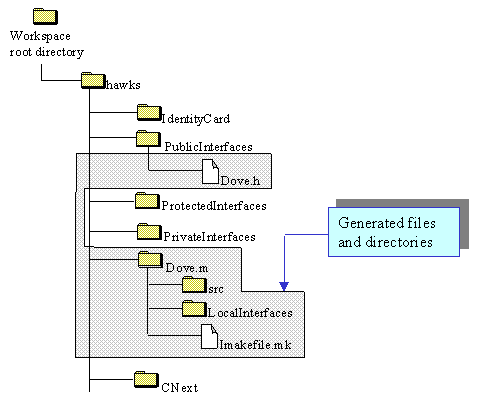 Workspace
root directory
hawks
IdentityCard
PublicInterfaces
Dove.h
ProtectedInterfaces
PrivateInterfaces
Generated files
and directories
Dove.m
src
LocalInterfaces
Imakefile.mk
CNext